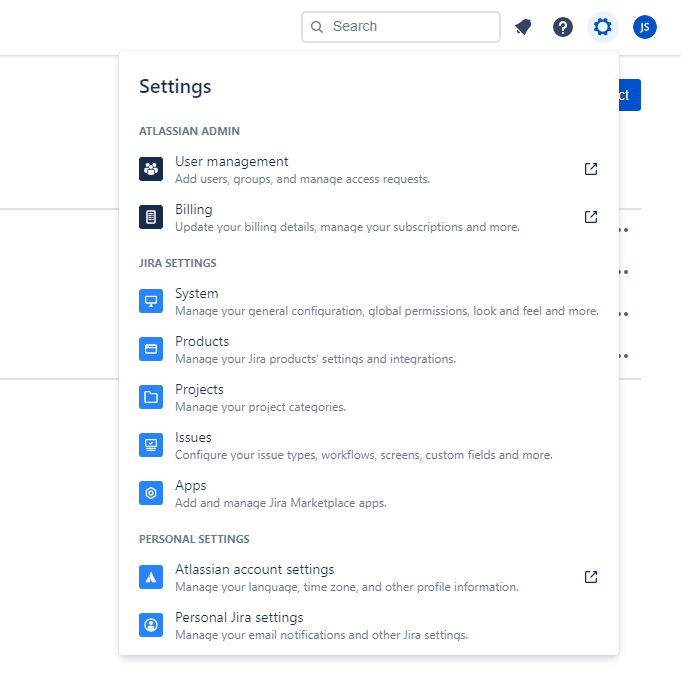 Search
JS
Settings
ct
ATLASSIAN ADMIN
User management
Add users, groups, and manage access requests.
Billing
Update your billing details, manage your subscriptions and more.
JIRA SETTINGS
System
Manage your general configuration, global permissions, look and feel and more.
Products
Manage your Jira products' settings and integrations.
Projects
Manage your project categories.
Issues
Configure your issue types, workflows, screens, custom fields and more.
Apps
Add and manage Jira Marketplace apps.
PERSONAL SETTINGS
Atlassian account settings
Manage your language, time zone, and other profile information.
Personal Jira settings
Manage your email notifications and other Jira settings.